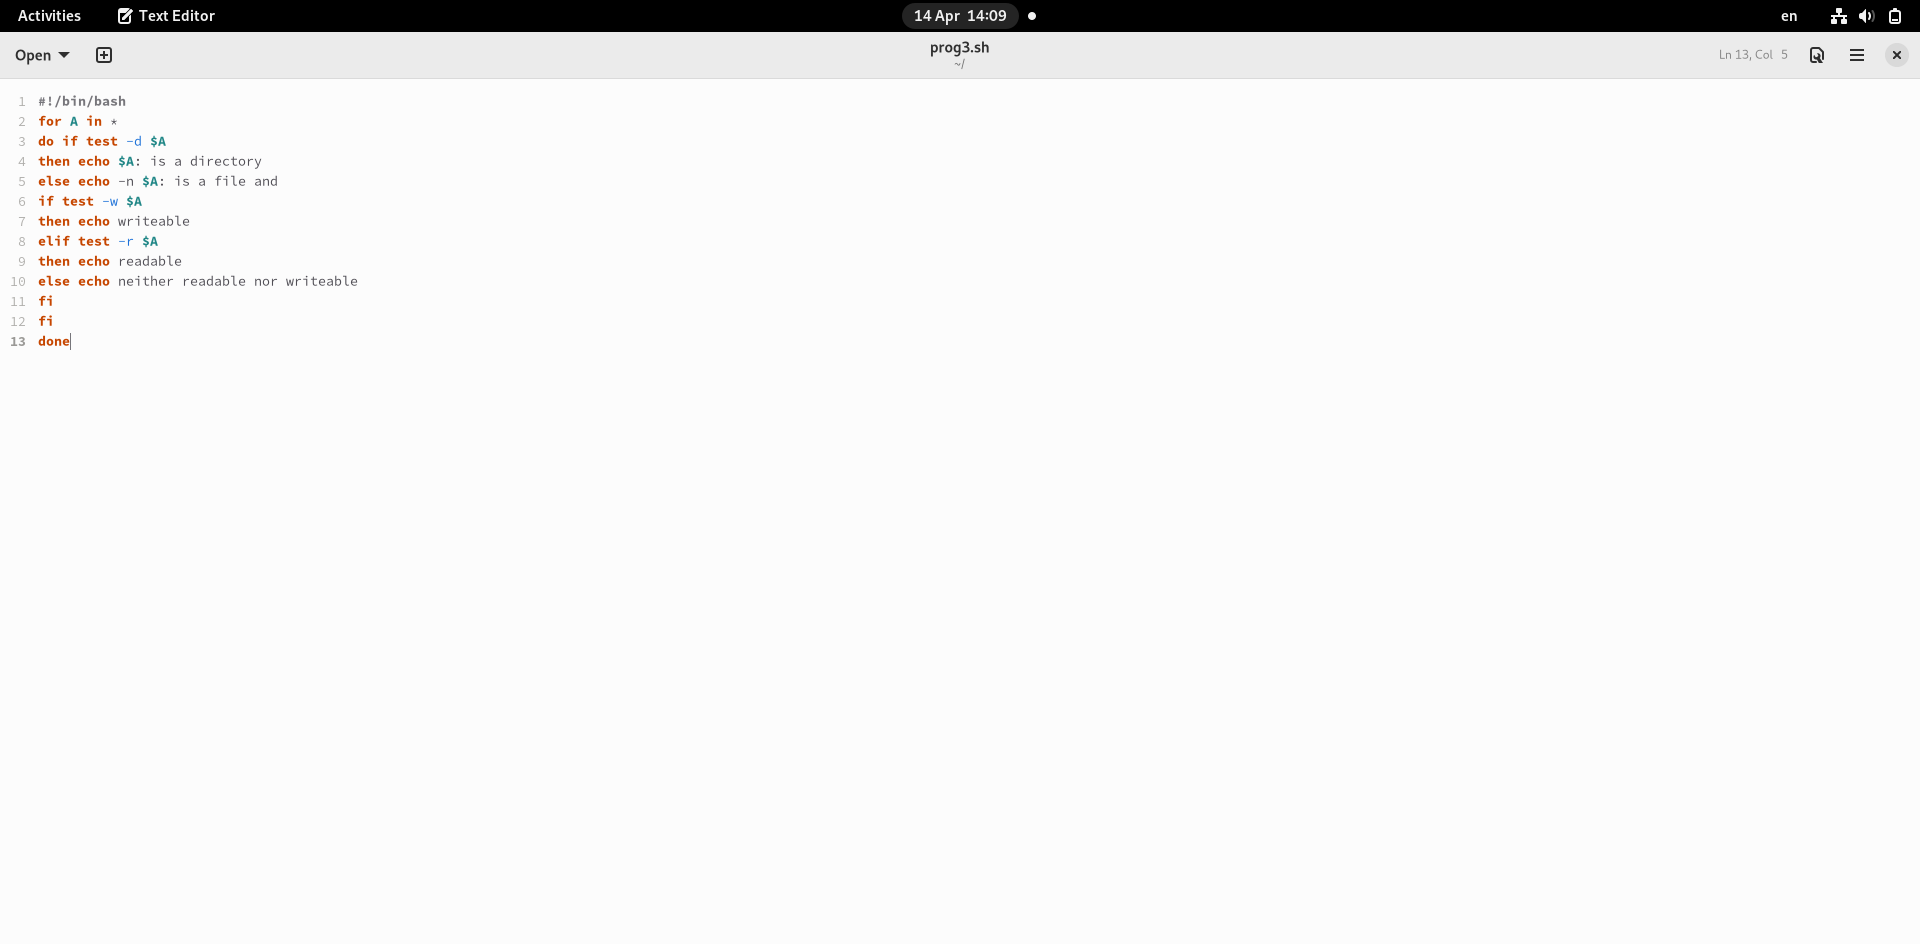 Activities Text Editor 14 Apr 14:09 en
Open prog3.sh Ln 13, Col 5
~/
1 #!/bin/bash
2 for A in *
3 do if test -d $A
4 then echo $A: is a directory
5 else echo -n $A: is a file and
6 if test -w $A
7 then echo writeable
8 elif test -r $A
9 then echo readable
10 else echo neither readable nor writeable
11 fi
12 fi
13 done